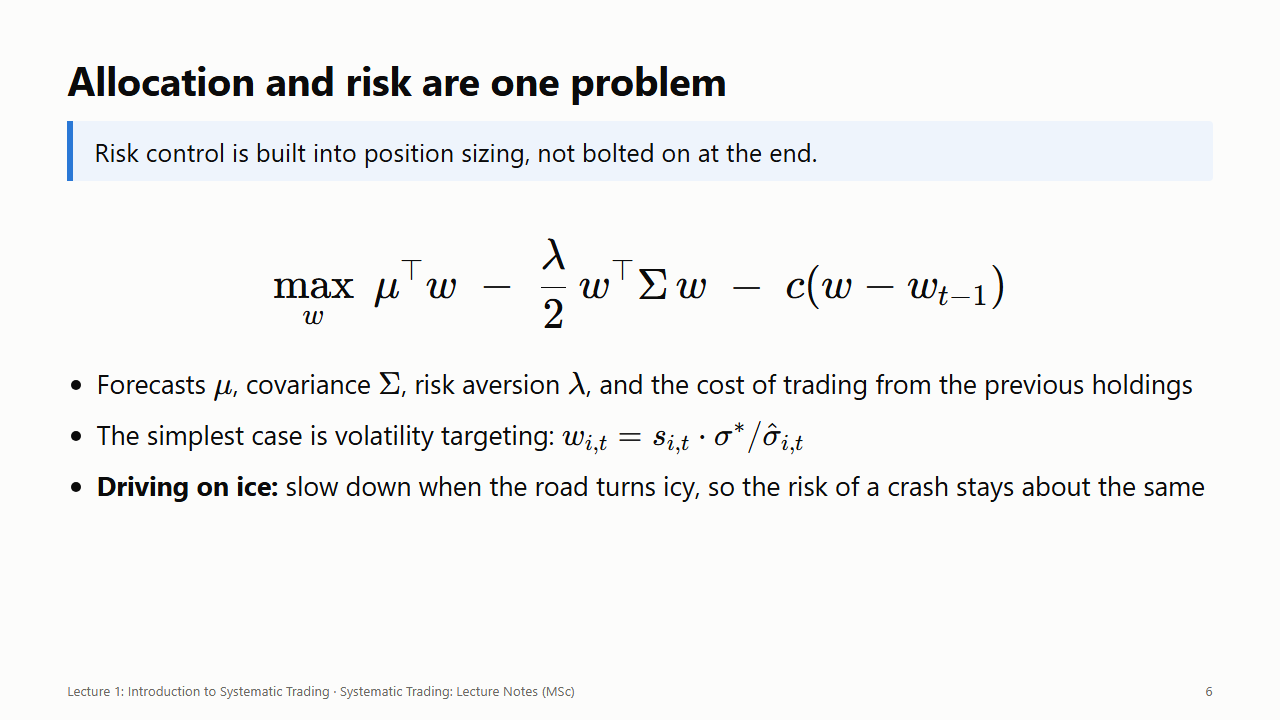 Allocation and risk are one problem
Risk control is built into position sizing, not bolted on at the end.
max_w μ^⊤ w − λ/2 w^⊤ Σ w − c(w − w_{t−1})
• Forecasts μ, covariance Σ, risk aversion λ, and the cost of trading from the previous holdings
• The simplest case is volatility targeting: w_{i,t} = s_{i,t} · σ*/σ̂_{i,t}
• Driving on ice: slow down when the road turns icy, so the risk of a crash stays about the same
Lecture 1: Introduction to Systematic Trading · Systematic Trading: Lecture Notes (MSc)
6